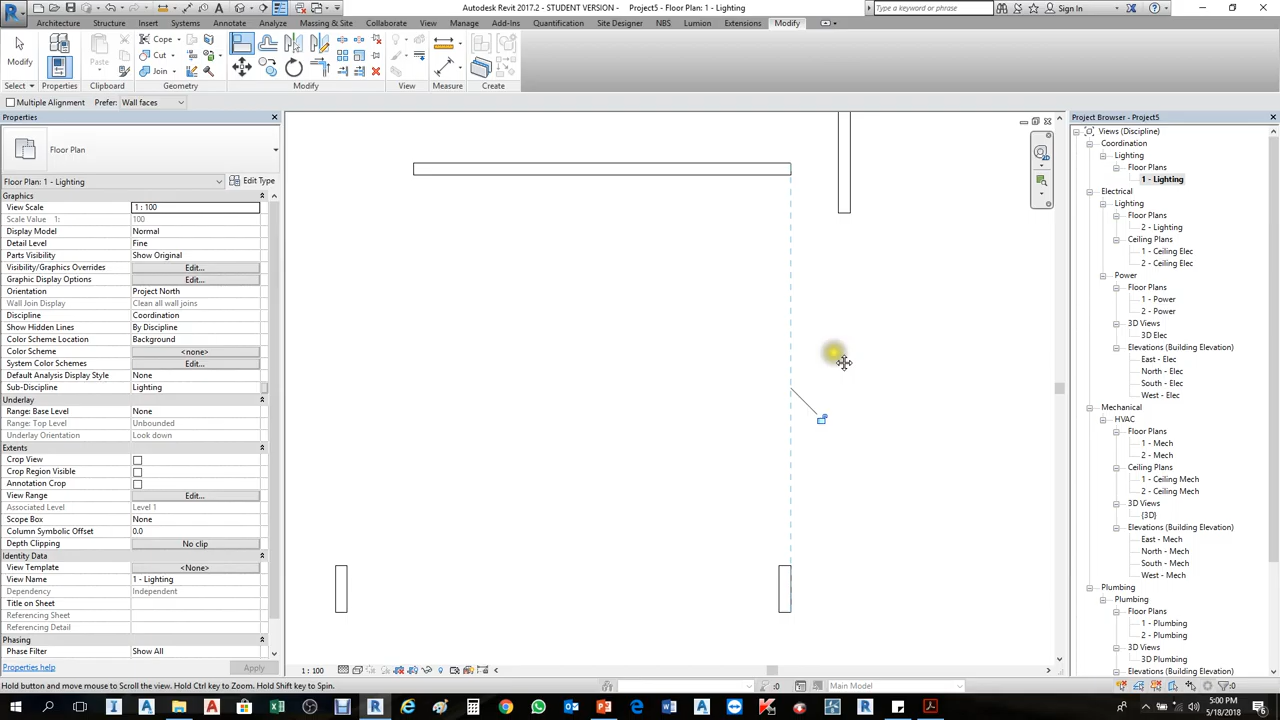 Autodesk Revit 2017.2 - STUDENT VERSION - Project5 - Floor Plan: 1 - Lighting
Type a keyword or phrase
Sign In
Architecture Structure Insert Systems Annotate Analyze Massing & Site Collaborate View Manage Add-Ins Quantification Site Designer NBS Lumion Extensions Modify
Modify
Paste
Cope
Cut
Join
Select Properties Clipboard Geometry Modify View Measure Create
Multiple Alignment Prefer: Wall faces
Properties
Floor Plan
Floor Plan: 1 - Lighting Edit Type
Graphics
View Scale 1 : 100
Scale Value 1: 100
Display Model Normal
Detail Level Fine
Parts Visibility Show Original
Visibility/Graphics Overrides Edit...
Graphic Display Options Edit...
Orientation Project North
Wall Join Display Clean all wall joins
Discipline Coordination
Show Hidden Lines By Discipline
Color Scheme Location Background
Color Scheme <none>
System Color Schemes Edit...
Default Analysis Display Style None
Sub-Discipline Lighting
Underlay
Range: Base Level None
Range: Top Level Unbounded
Underlay Orientation Look down
Extents
Crop View
Crop Region Visible
Annotation Crop
View Range Edit...
Associated Level Level 1
Scope Box None
Column Symbolic Offset 0.0
Depth Clipping No clip
Identity Data
View Template <None>
View Name 1 - Lighting
Dependency Independent
Title on Sheet
Referencing Sheet
Referencing Detail
Phasing
Phase Filter Show All
Properties help Apply
1 : 100
Project Browser - Project5
Views (Discipline)
Coordination
Lighting
Floor Plans
1 - Lighting
Electrical
Lighting
Floor Plans
2 - Lighting
Ceiling Plans
1 - Ceiling Elec
2 - Ceiling Elec
Power
Floor Plans
1 - Power
2 - Power
3D Views
3D Elec
Elevations (Building Elevation)
East - Elec
North - Elec
South - Elec
West - Elec
Mechanical
HVAC
Floor Plans
1 - Mech
2 - Mech
Ceiling Plans
1 - Ceiling Mech
2 - Ceiling Mech
3D Views
{3D}
Elevations (Building Elevation)
East - Mech
North - Mech
South - Mech
West - Mech
Plumbing
Plumbing
Floor Plans
1 - Plumbing
2 - Plumbing
3D Views
3D Plumbing
Elevations (Building Elevation)
Hold button and move mouse to Scroll the view. Hold Ctrl key to Zoom. Hold Shift key to Spin.
:0
Main Model
:0
5:00 PM
5/18/2018